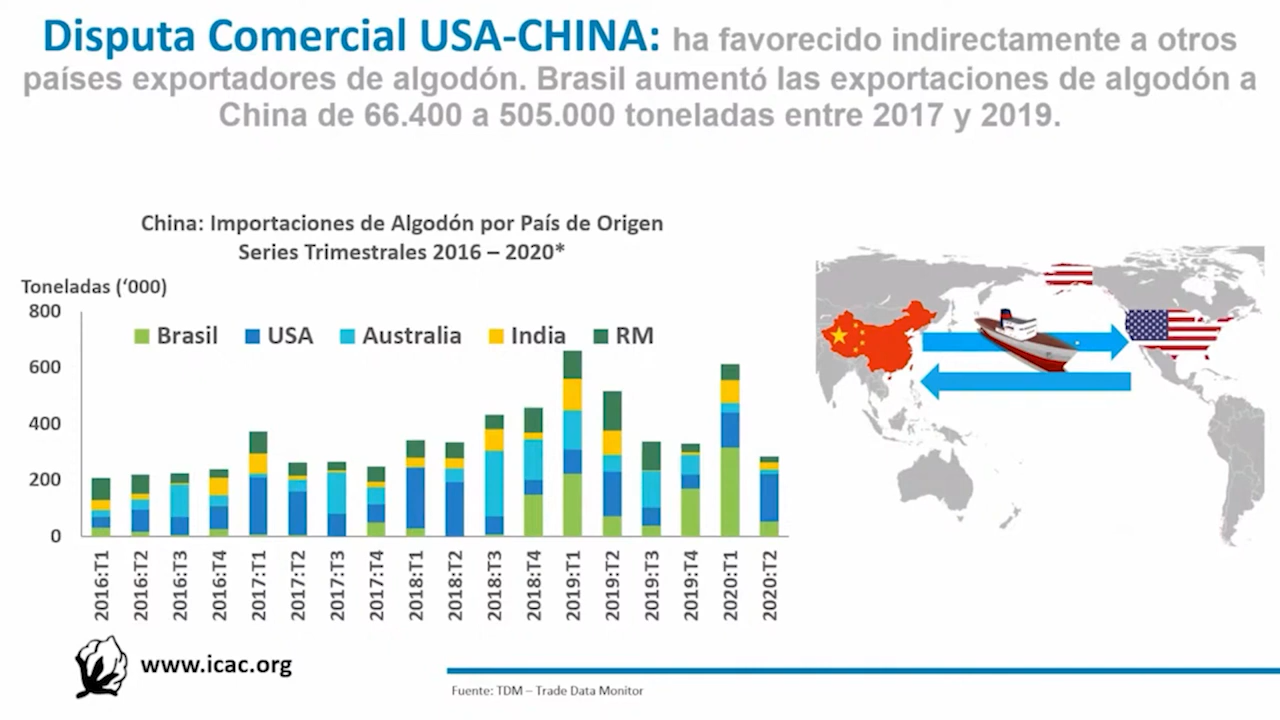 Disputa Comercial USA-CHINA: ha favorecido indirectamente a otros
países exportadores de algodón. Brasil aumentó las exportaciones de algodón a
China de 66.400 a 505.000 toneladas entre 2017 y 2019.
China: Importaciones de Algodón por País de Origen
Series Trimestrales 2016 – 2020*
Toneladas (‘000)
800
600
400
200
0
Brasil USA Australia India RM
2016:T1
2016:T2
2016:T3
2016:T4
2017:T1
2017:T2
2017:T3
2017:T4
2018:T1
2018:T2
2018:T3
2018:T4
2019:T1
2019:T2
2019:T3
2019:T4
2020:T1
2020:T2
www.icac.org
Fuente: TDM – Trade Data Monitor